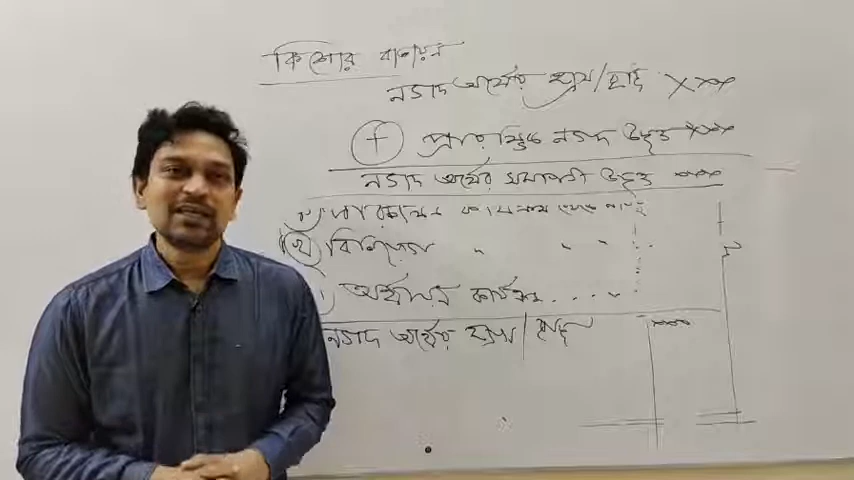 কিশোর বাতায়ন
নগদ অর্থের হ্রাস/বৃদ্ধি ×××
+ প্রারম্ভিক নগদ উদ্বৃত্ত ×××
নগদ অর্থের সমাপনী উদ্বৃত্ত ×××
থেকে
খ) বিনিয়োগ " " "
অর্থায়ন কার্যক্রম....
নগদ অর্থের হ্রাস/বৃদ্ধি ×××